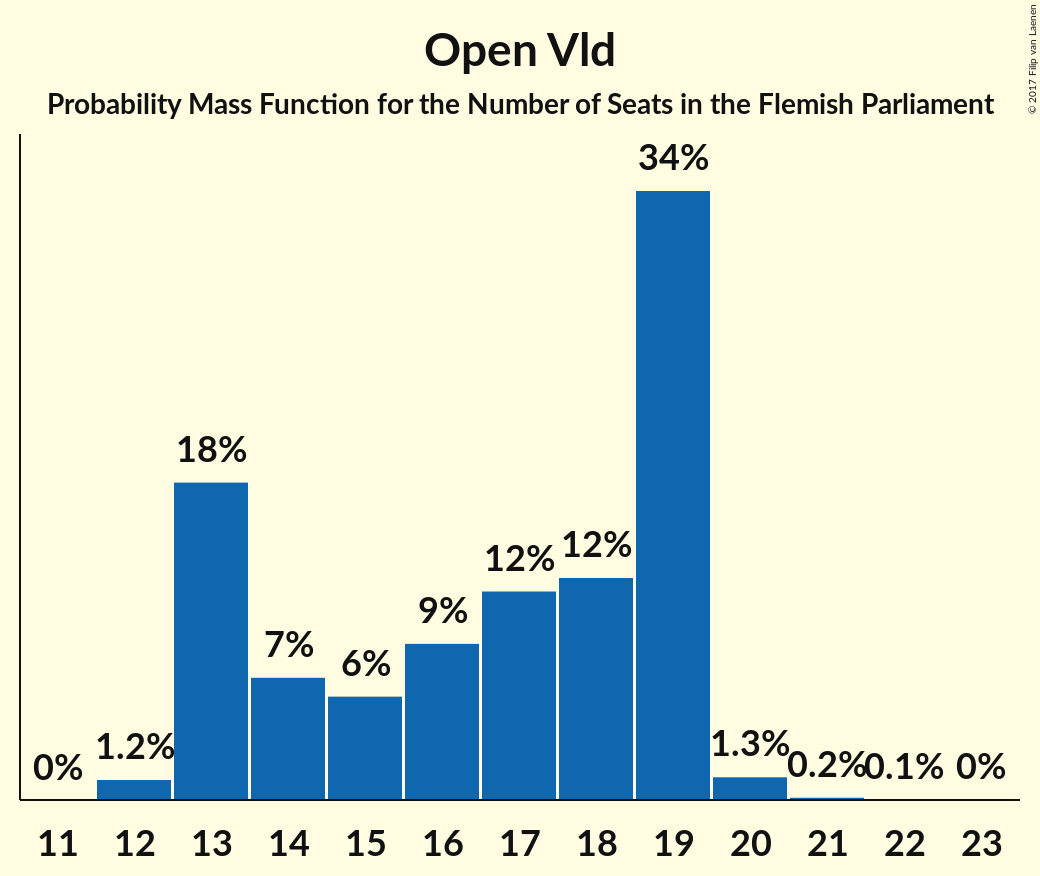 Open Vld
Probability Mass Function for the Number of Seats in the Flemish Parliament
© 2017 Filip van Laenen
0% 1.2% 18% 7% 6% 9% 12% 12% 34% 1.3% 0.2% 0.1% 0%
11 12 13 14 15 16 17 18 19 20 21 22 23